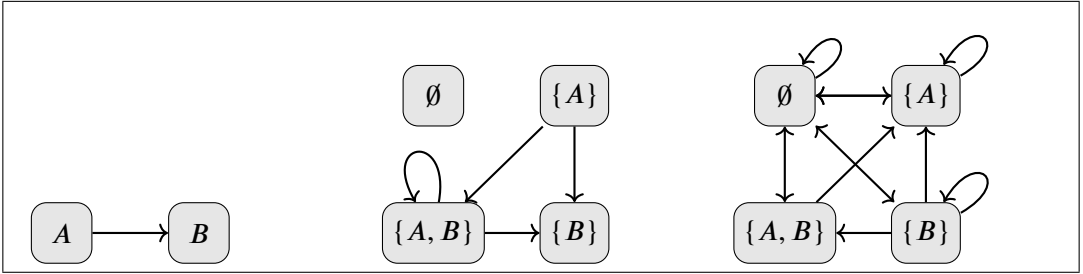 ∅ {A} ∅ {A}
A B {A, B} {B} {A, B} {B}